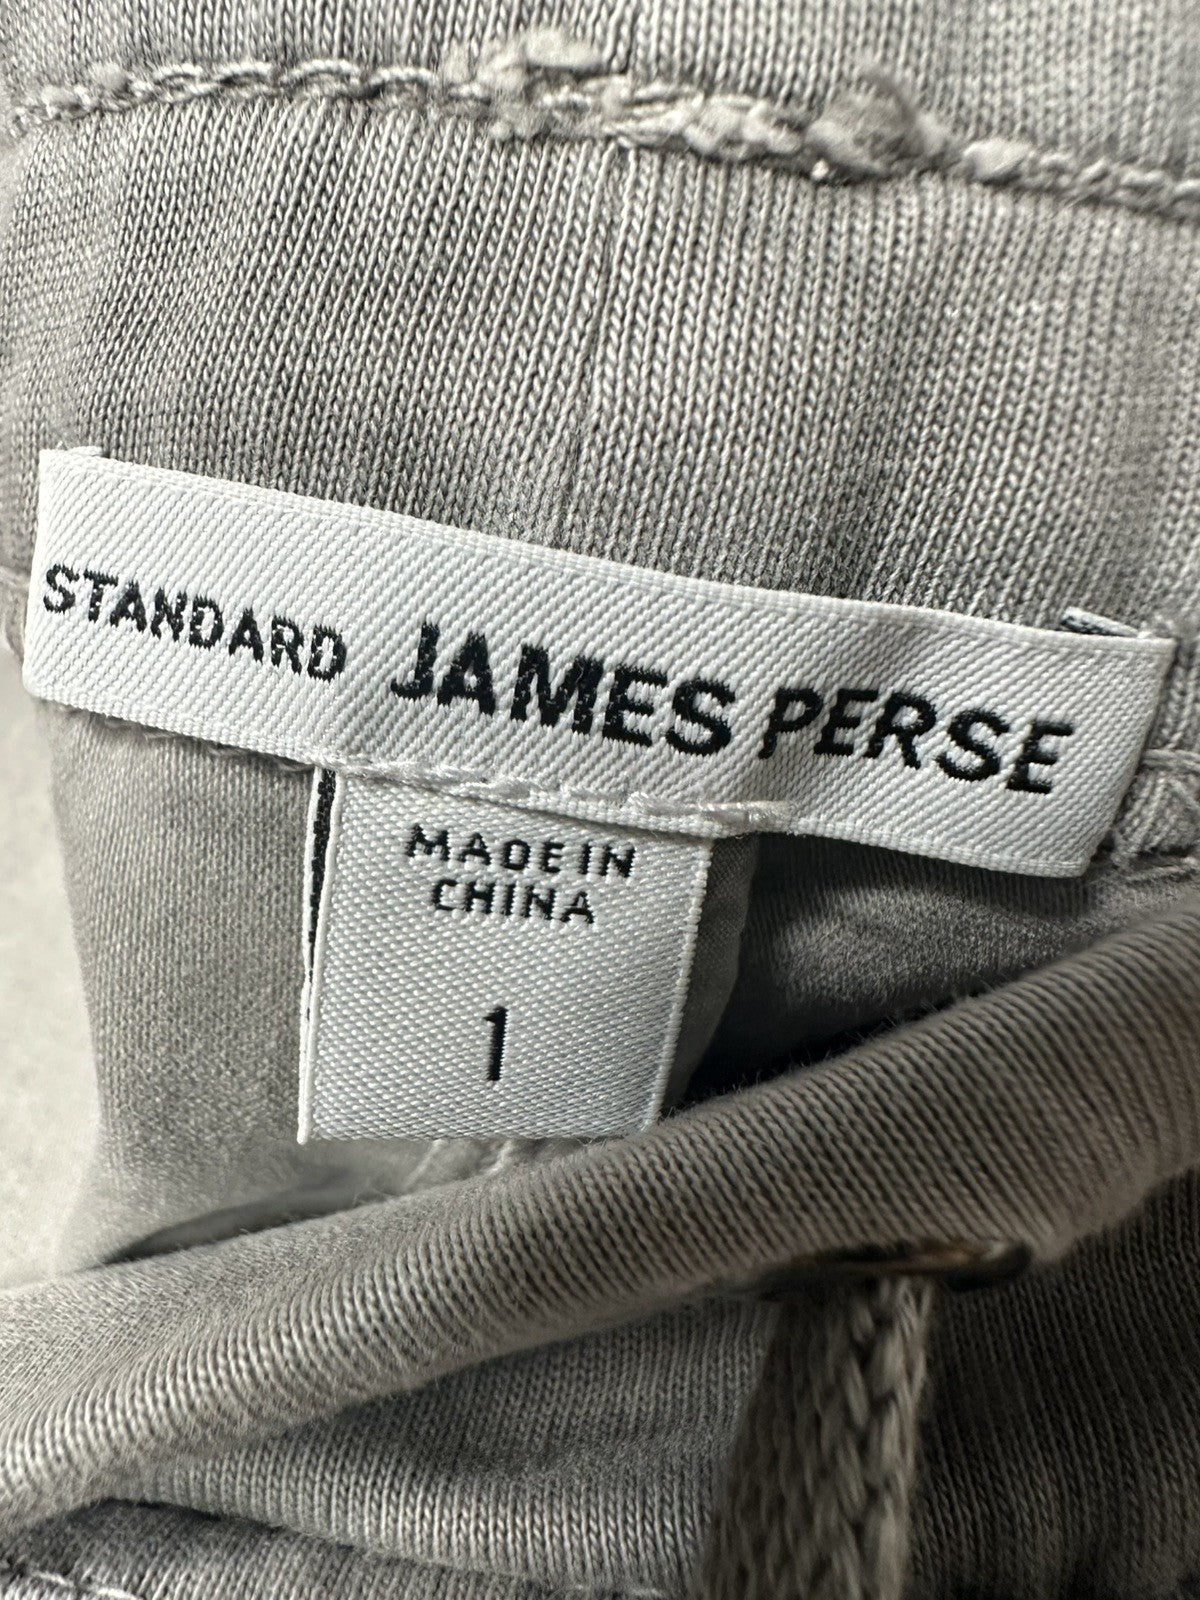 STANDARD JAMES PERSE
MADE IN
CHINA
1